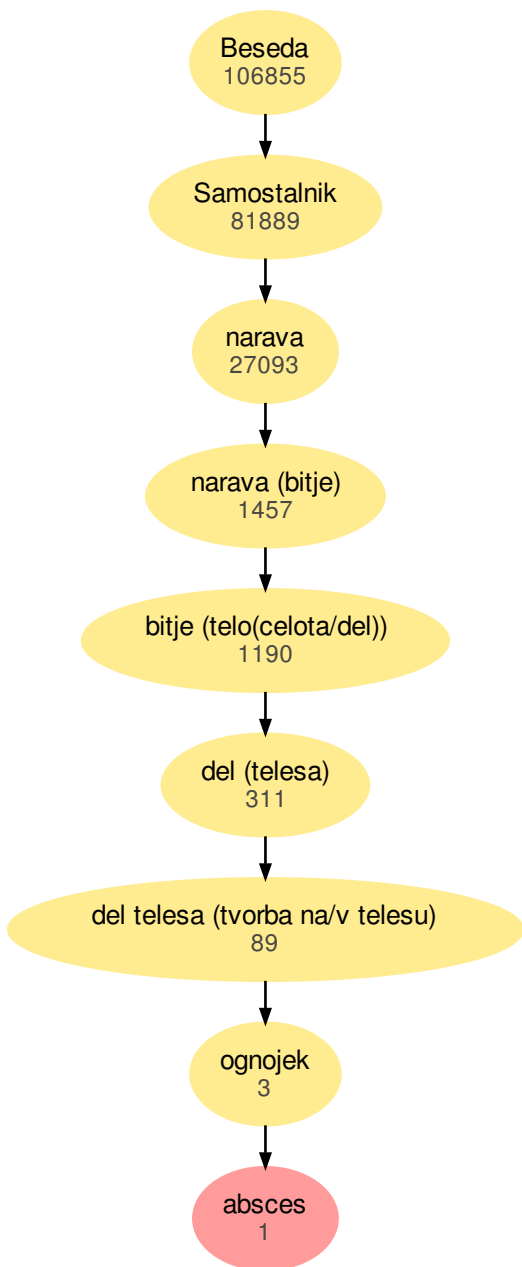 Beseda
106855
Samostalnik
81889
narava
27093
narava (bitje)
1457
bitje (telo(celota/del))
1190
del (telesa)
311
del telesa (tvorba na/v telesu)
89
ognojek
3
absces
1